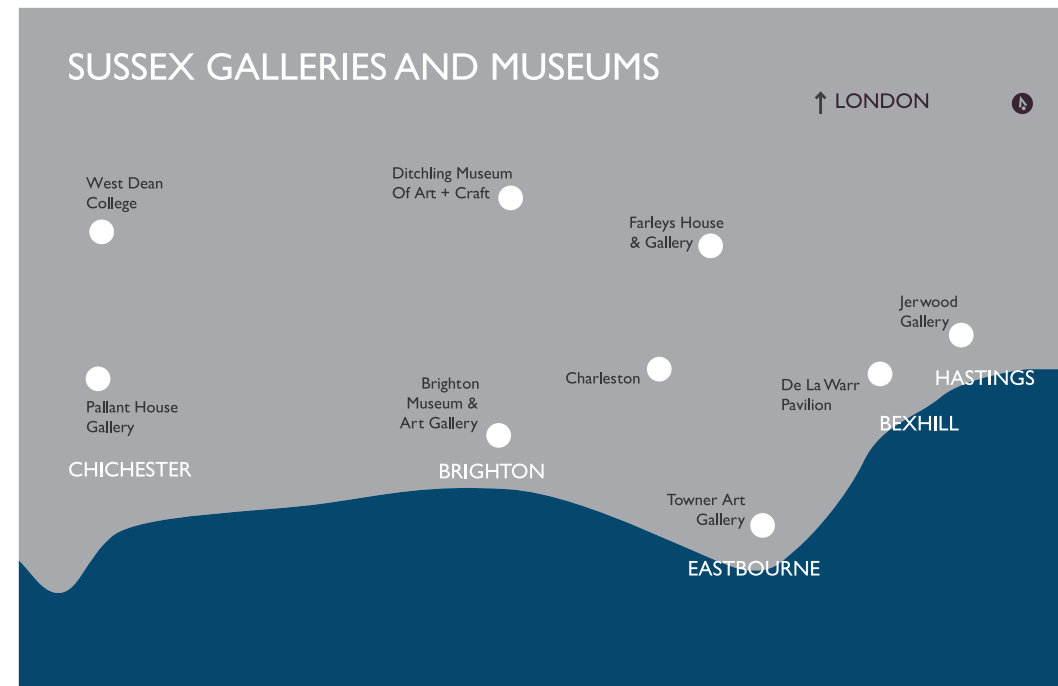 SUSSEX GALLERIES AND MUSEUMS
↑ LONDON
West Dean
College
Ditchling Museum
Of Art + Craft
Farleys House
& Gallery
Jerwood
Gallery
HASTINGS
Charleston
De La Warr
Pavilion
BEXHILL
Pallant House
Gallery
CHICHESTER
Brighton
Museum &
Art Gallery
BRIGHTON
Towner Art
Gallery
EASTBOURNE